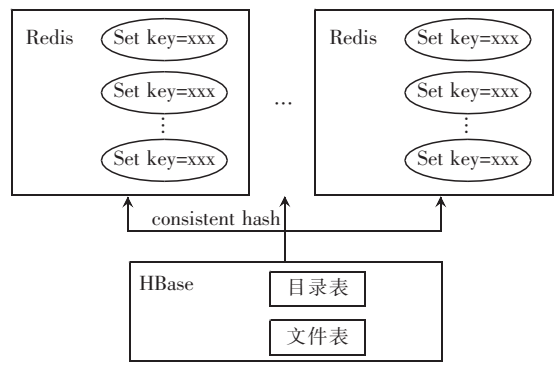 Redis
Set key=xxx
Set key=xxx
⋮
Set key=xxx
...
Redis
Set key=xxx
Set key=xxx
⋮
Set key=xxx
consistent hash
HBase
目录表
文件表